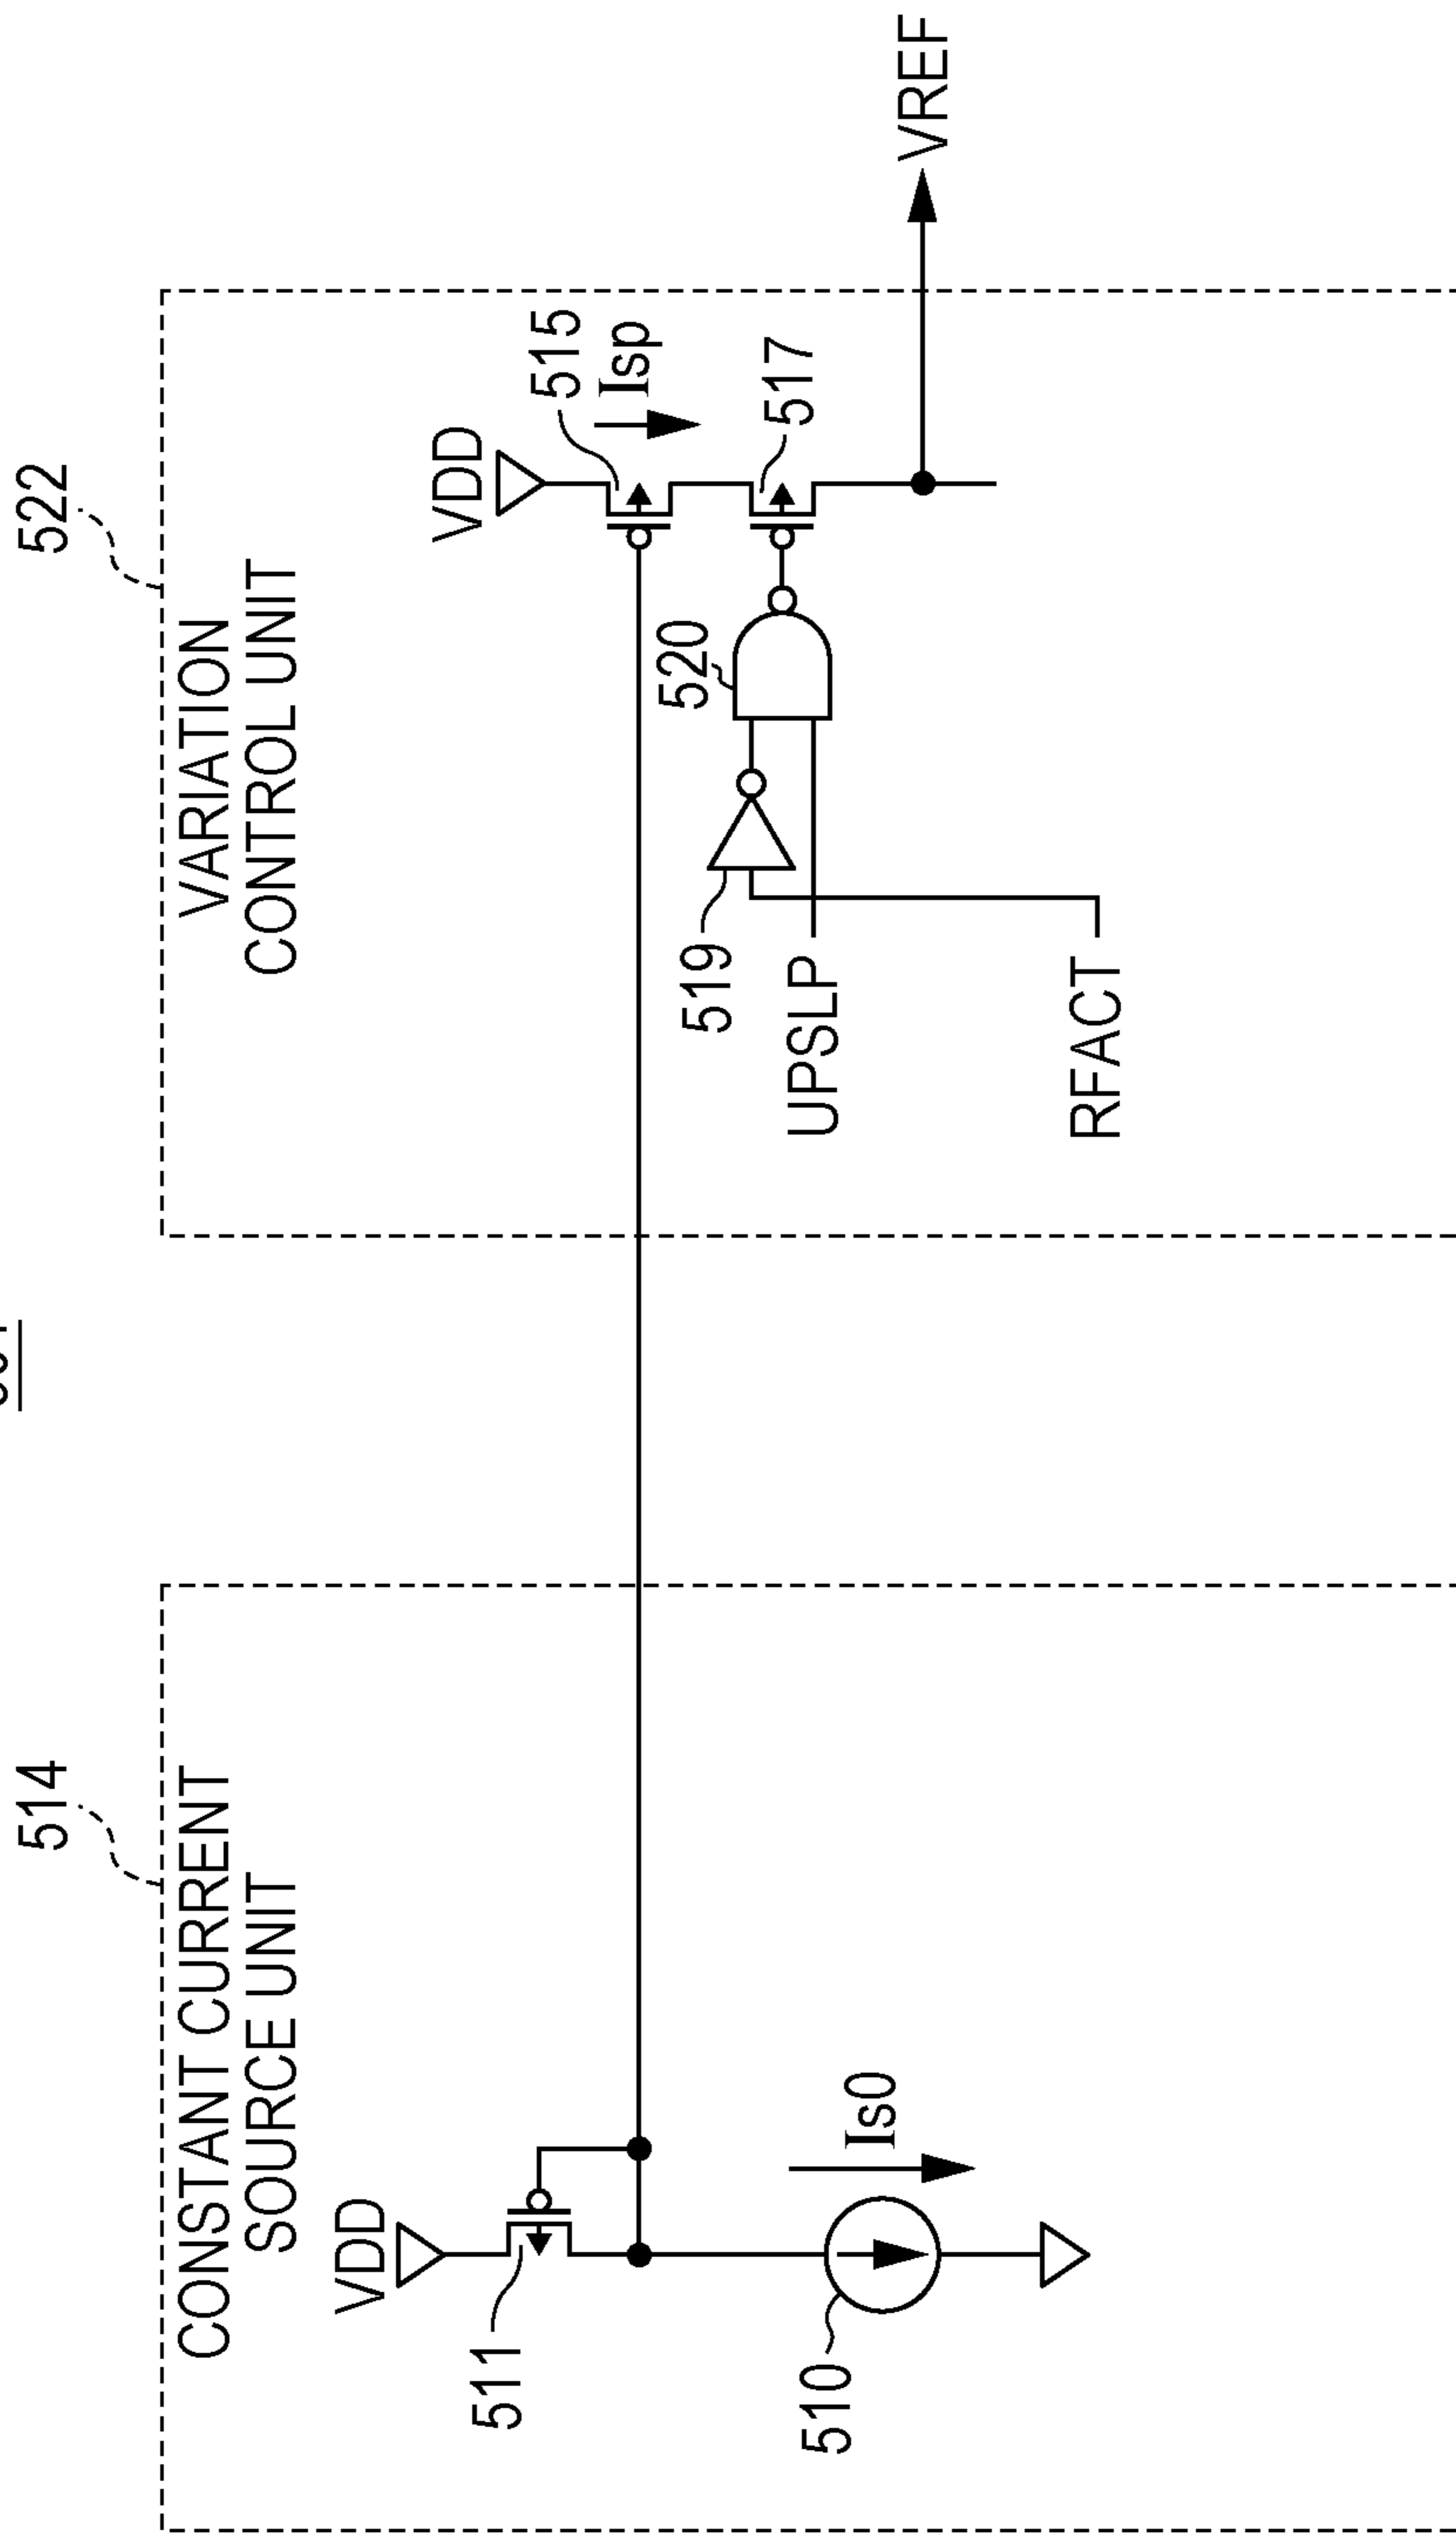 514
CONSTANT CURRENT
SOURCE UNIT
VDD
511
510
Is0
522
VARIATION
CONTROL UNIT
VDD
515
Isp
517
520
519
UPSLP
RFACT
VREF